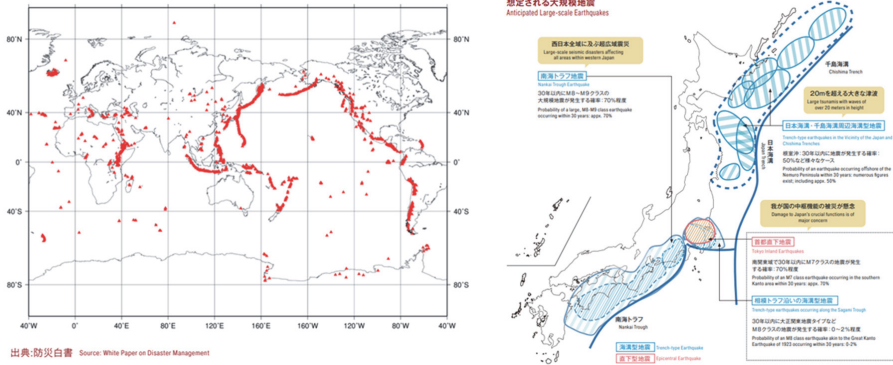 80°N
40°N
0°
40°S
80°S
80°N
40°N
0°
40°S
80°S
40°W
0°
40°E
80°E
120°E
160°E
160°W
120°W
80°W
40°W
出典:防災白書 Source: White Paper on Disaster Management
想定される大規模地震
Anticipated Large-scale Earthquakes
西日本全域に及ぶ超広域震災
Large-scale seismic disasters affecting
all areas within western Japan
南海トラフ地震
Nankai Trough Earthquake
30年以内にM8〜M9クラスの
大規模地震が発生する確率:70%程度
Probability of a large, M8-M9 class earthquake
occurring within 30 years: appx. 70%
千島海溝
Chishima Trench
20mを超える大きな津波
Large tsunamis with waves of
over 20 meters in height
日本海溝・千島海溝周辺海溝型地震
Trench-type earthquakes in the Vicinity of the Japan and
Chishima Trenches
根室沖:30年以内に地震が発生する確率:
50%など様々なケース
Probability of an earthquake occurring offshore of the
Nemuro Peninsula within 30 years: numerous figures
exist, including appx. 50%
日本海溝
Japan Trench
我が国の中枢機能の被災が懸念
Damage to Japan's crucial functions is of
major concern
首都直下地震
Tokyo Inland Earthquakes
南関東域で30年以内にM7クラスの地震が発生
する確率:70%程度
Probability of an M7 class earthquake occurring in the southern
Kanto area within 30 years: appx. 70%
相模トラフ沿いの海溝型地震
Trench-type earthquakes occurring along the Sagami Trough
30年以内に大正関東地震タイプなど
M8クラスの地震が発生する確率:0〜2%程度
Probability of an M8 class earthquake akin to the Great Kanto
Earthquake of 1923 occurring within 30 years: 0-2%
南海トラフ
Nankai Trough
海溝型地震 Trench-type Earthquake
直下型地震 Epicentral Earthquake